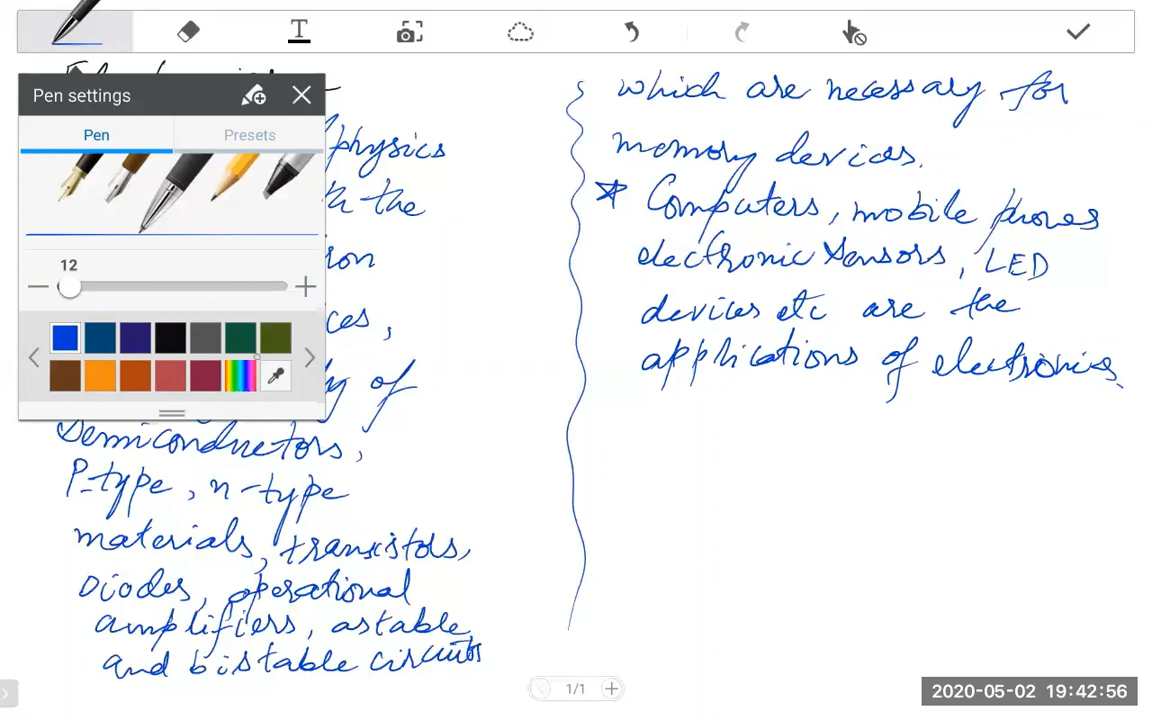 T
Pen settings
Pen Presets
12
physics
the
of
semiconductors,
P-type, n-type
materials, transistors,
Diodes, operational
amplifiers, astable
and bistable circuits
which are necessary for
memory devices.
* Computers, mobile phones
electronic sensors, LED
devices etc are the
applications of electronics.
1/1
2020-05-02 19:42:56